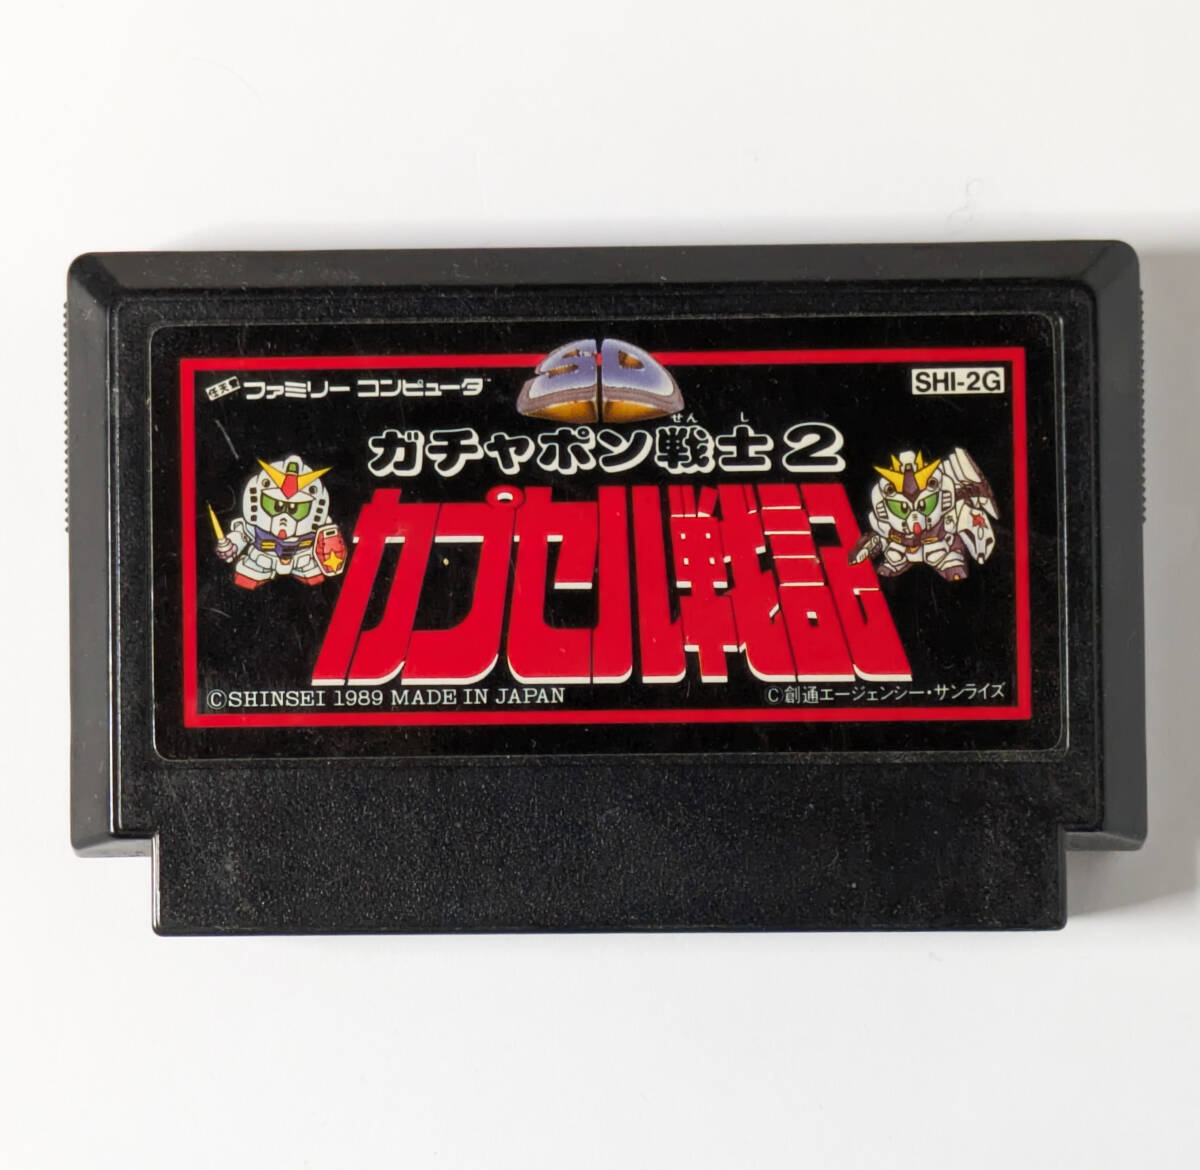 任天堂 ファミリー コンピュータ™
SD
SHI-2G
せん し
ガチャポン戦士2
カプセル戦記
©SHINSEI 1989 MADE IN JAPAN
©創通エージェンシー・サンライズ